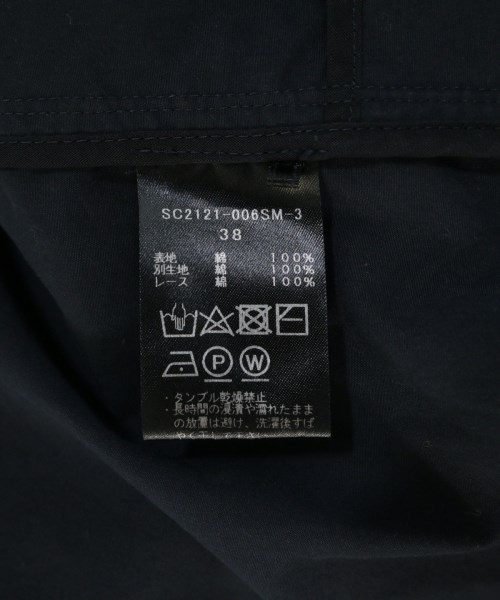 SC2121-006SM-3
38
表地 綿 100%
別生地 綿 100%
レース 綿 100%
P W
・タンブル乾燥禁止
・長時間の浸漬や濡れたまま
の放置は避け、洗濯後すぐ